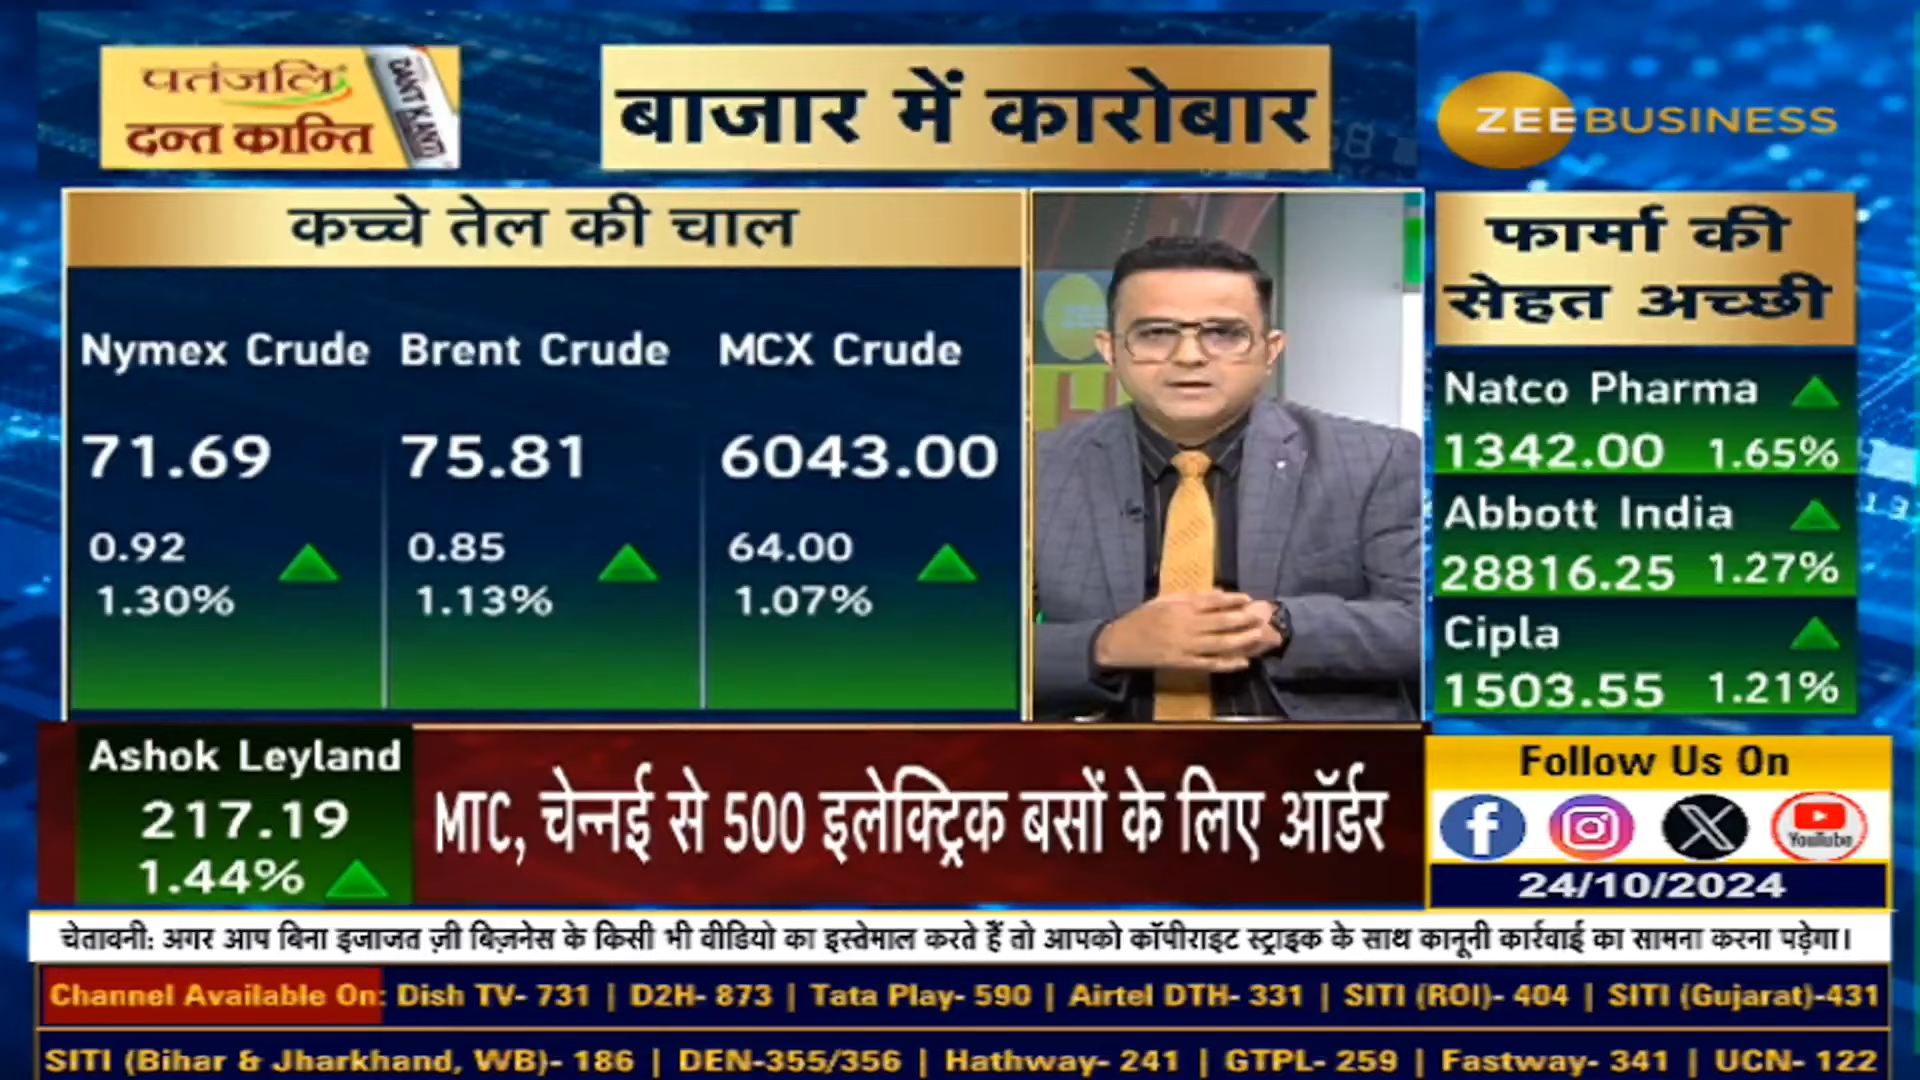 पतंजलि
दन्त कान्ति
DANT KANTI
बाजार में कारोबार
ZEEBUSINESS
कच्चे तेल की चाल
Nymex Crude Brent Crude MCX Crude
71.69 75.81 6043.00
0.92 0.85 64.00
1.30% 1.13% 1.07%
फार्मा की
सेहत अच्छी
Natco Pharma
1342.00 1.65%
Abbott India
28816.25 1.27%
Cipla
1503.55 1.21%
Ashok Leyland
217.19
1.44%
MTC, चेन्नई से 500 इलेक्ट्रिक बसों के लिए ऑर्डर
Follow Us On
YouTube
24/10/2024
चेतावनी: अगर आप बिना इजाजत ज़ी बिज़नेस के किसी भी वीडियो का इस्तेमाल करते हैं तो आपको कॉपीराइट स्ट्राइक के साथ कानूनी कार्रवाई का सामना करना पड़ेगा।
Channel Available On: Dish TV- 731 | D2H- 873 | Tata Play- 590 | Airtel DTH- 331 | SITI (ROI)- 404 | SITI (Gujarat)-431
SITI (Bihar & Jharkhand, WB)- 186 | DEN-355/356 | Hathway- 241 | GTPL- 259 | Fastway- 341 | UCN- 122